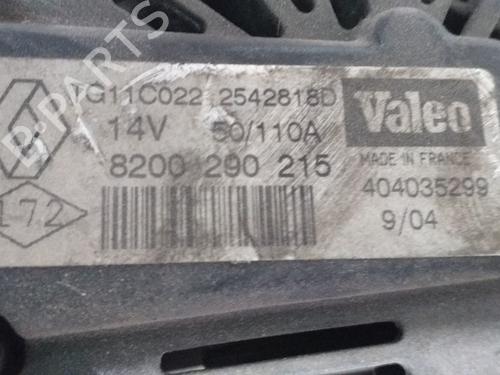 TG11C022 2542818D
Valeo
14V 50/110A
MADE IN FRANCE
8200 290 215
404035299
172
9/04
B-PARTS